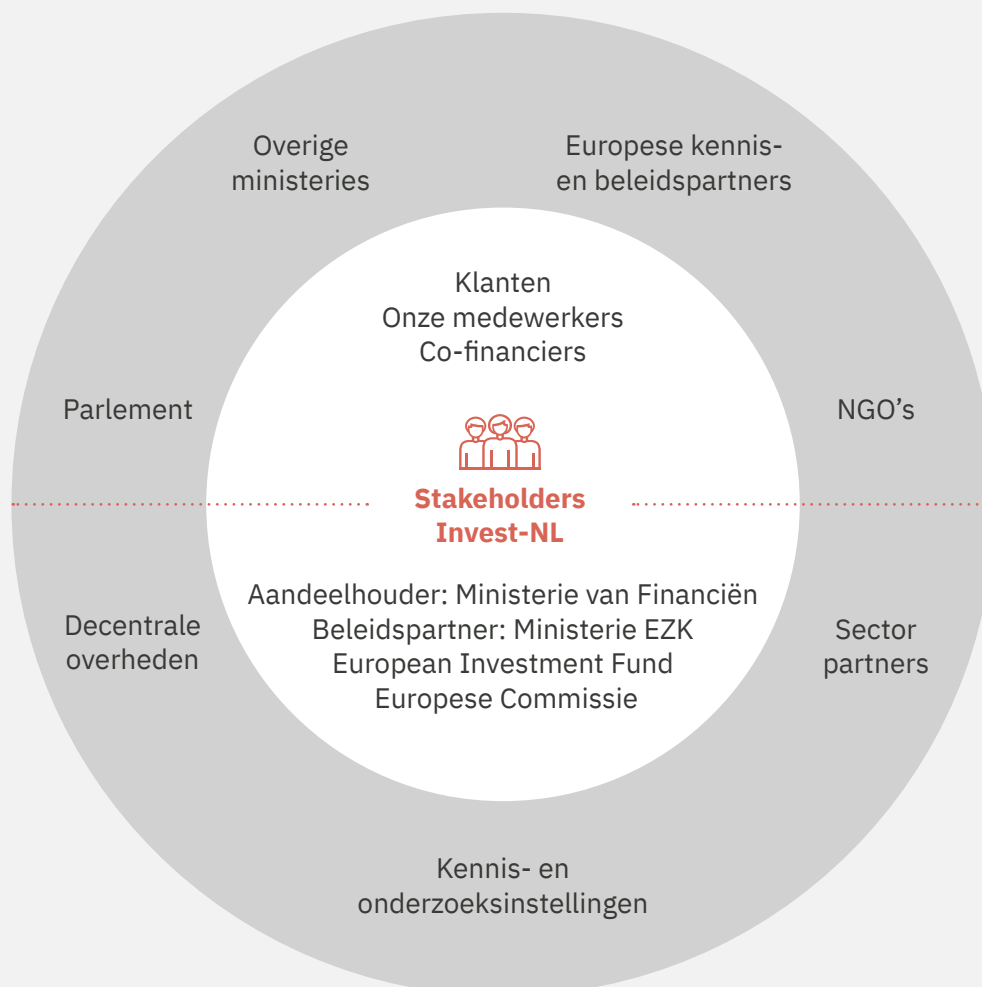 Overige
ministeries
Europese kennis-
en beleidspartners
Klanten
Onze medewerkers
Co-financiers
Parlement
NGO’s
Stakeholders
Invest-NL
Aandeelhouder: Ministerie van Financiën
Beleidspartner: Ministerie EZK
European Investment Fund
Europese Commissie
Decentrale
overheden
Sector
partners
Kennis- en
onderzoeksinstellingen